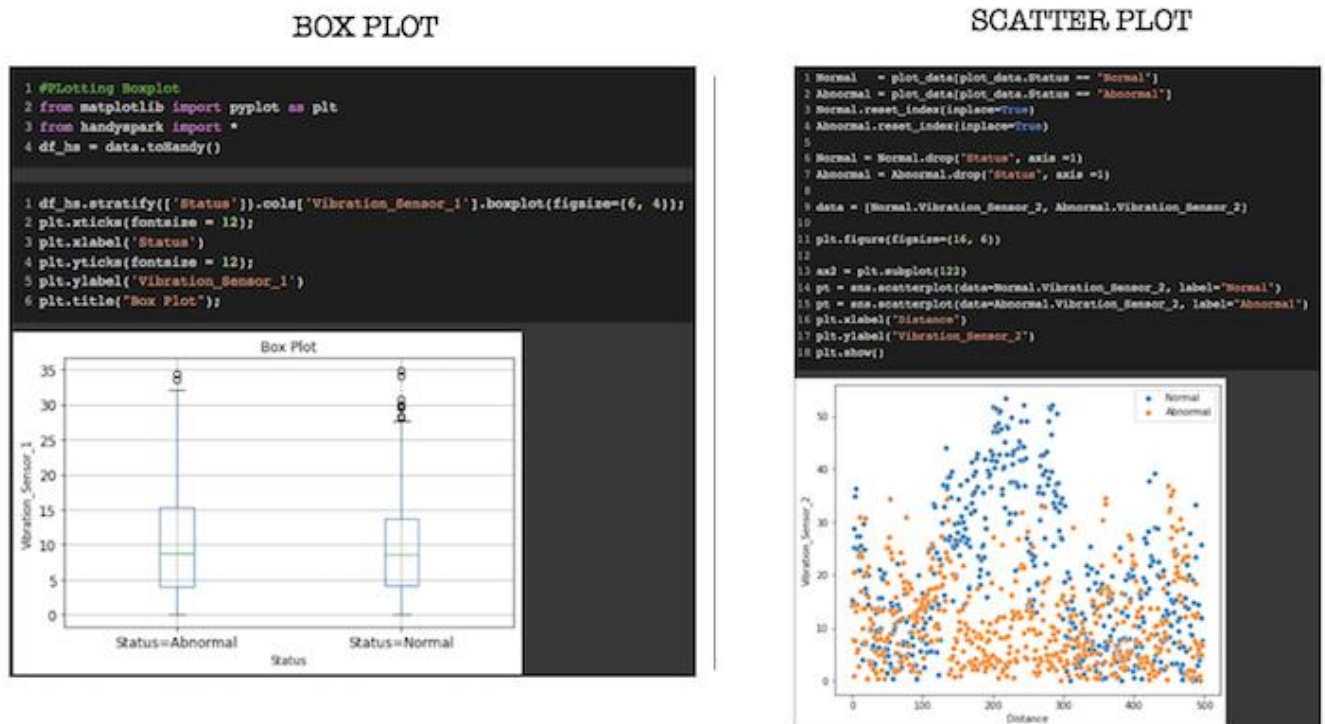 BOX PLOT
1 #PLotting Boxplot
2 from matplotlib import pyplot as plt
3 from handyspark import *
4 df_hs = data.toHandy()
1 df_hs.stratify(['Status']).cols['Vibration_Sensor_1'].boxplot(figsize=(6, 4));
2 plt.xticks(fontsize = 12);
3 plt.xlabel('Status')
4 plt.yticks(fontsize = 12);
5 plt.ylabel('Vibration_Sensor_1')
6 plt.title("Box Plot");
Box Plot
35
30
25
20
15
10
5
0
Vibration_Sensor_1
Status=Abnormal Status=Normal
Status
SCATTER PLOT
1 Normal = plot_data[plot_data.Status == "Normal"]
2 Abnormal = plot_data[plot_data.Status == "Abnormal"]
3 Normal.reset_index(inplace=True)
4 Abnormal.reset_index(inplace=True)
5
6 Normal = Normal.drop("Status", axis =1)
7 Abnormal = Abnormal.drop("Status", axis =1)
8
9 data = [Normal.Vibration_Sensor_2, Abnormal.Vibration_Sensor_2]
10
11 plt.figure(figsize=(16, 6))
12
13 ax2 = plt.subplot(122)
14 pt = sns.scatterplot(data=Normal.Vibration_Sensor_2, label="Normal")
15 pt = sns.scatterplot(data=Abnormal.Vibration_Sensor_2, label="Abnormal")
16 plt.xlabel("Distance")
17 plt.ylabel("Vibration_Sensor_2")
18 plt.show()
Normal
Abnormal
50
40
30
20
10
0
Vibration_Sensor_2
0 100 200 300 400 500
Distance